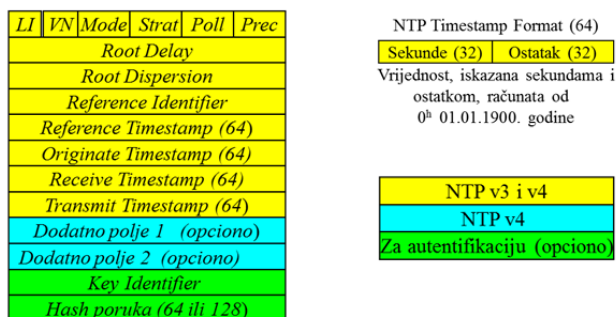 LI VN Mode Strat Poll Prec
Root Delay
Root Dispersion
Reference Identifier
Reference Timestamp (64)
Originate Timestamp (64)
Receive Timestamp (64)
Transmit Timestamp (64)
Dodatno polje 1 (opciono)
Dodatno polje 2 (opciono)
Key Identifier
Hash poruka (64 ili 128)
NTP Timestamp Format (64)
Sekunde (32) Ostatak (32)
Vrijednost, iskazana sekundama i
ostatkom, računata od
0ʰ 01.01.1900. godine
NTP v3 i v4
NTP v4
Za autentifikaciju (opciono)